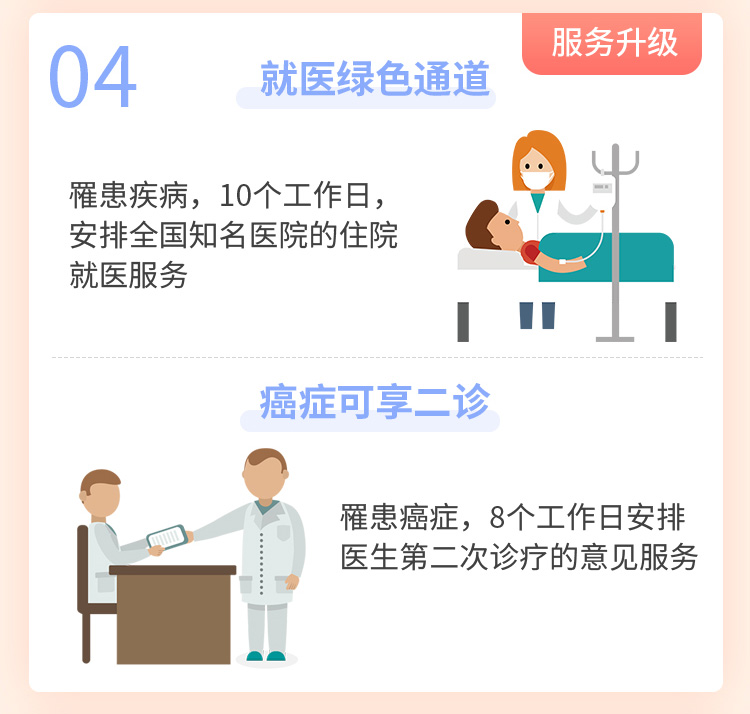 服务升级
04
就医绿色通道
罹患疾病，10个工作日，
安排全国知名医院的住院
就医服务
癌症可享二诊
罹患癌症，8个工作日安排
医生第二次诊疗的意见服务